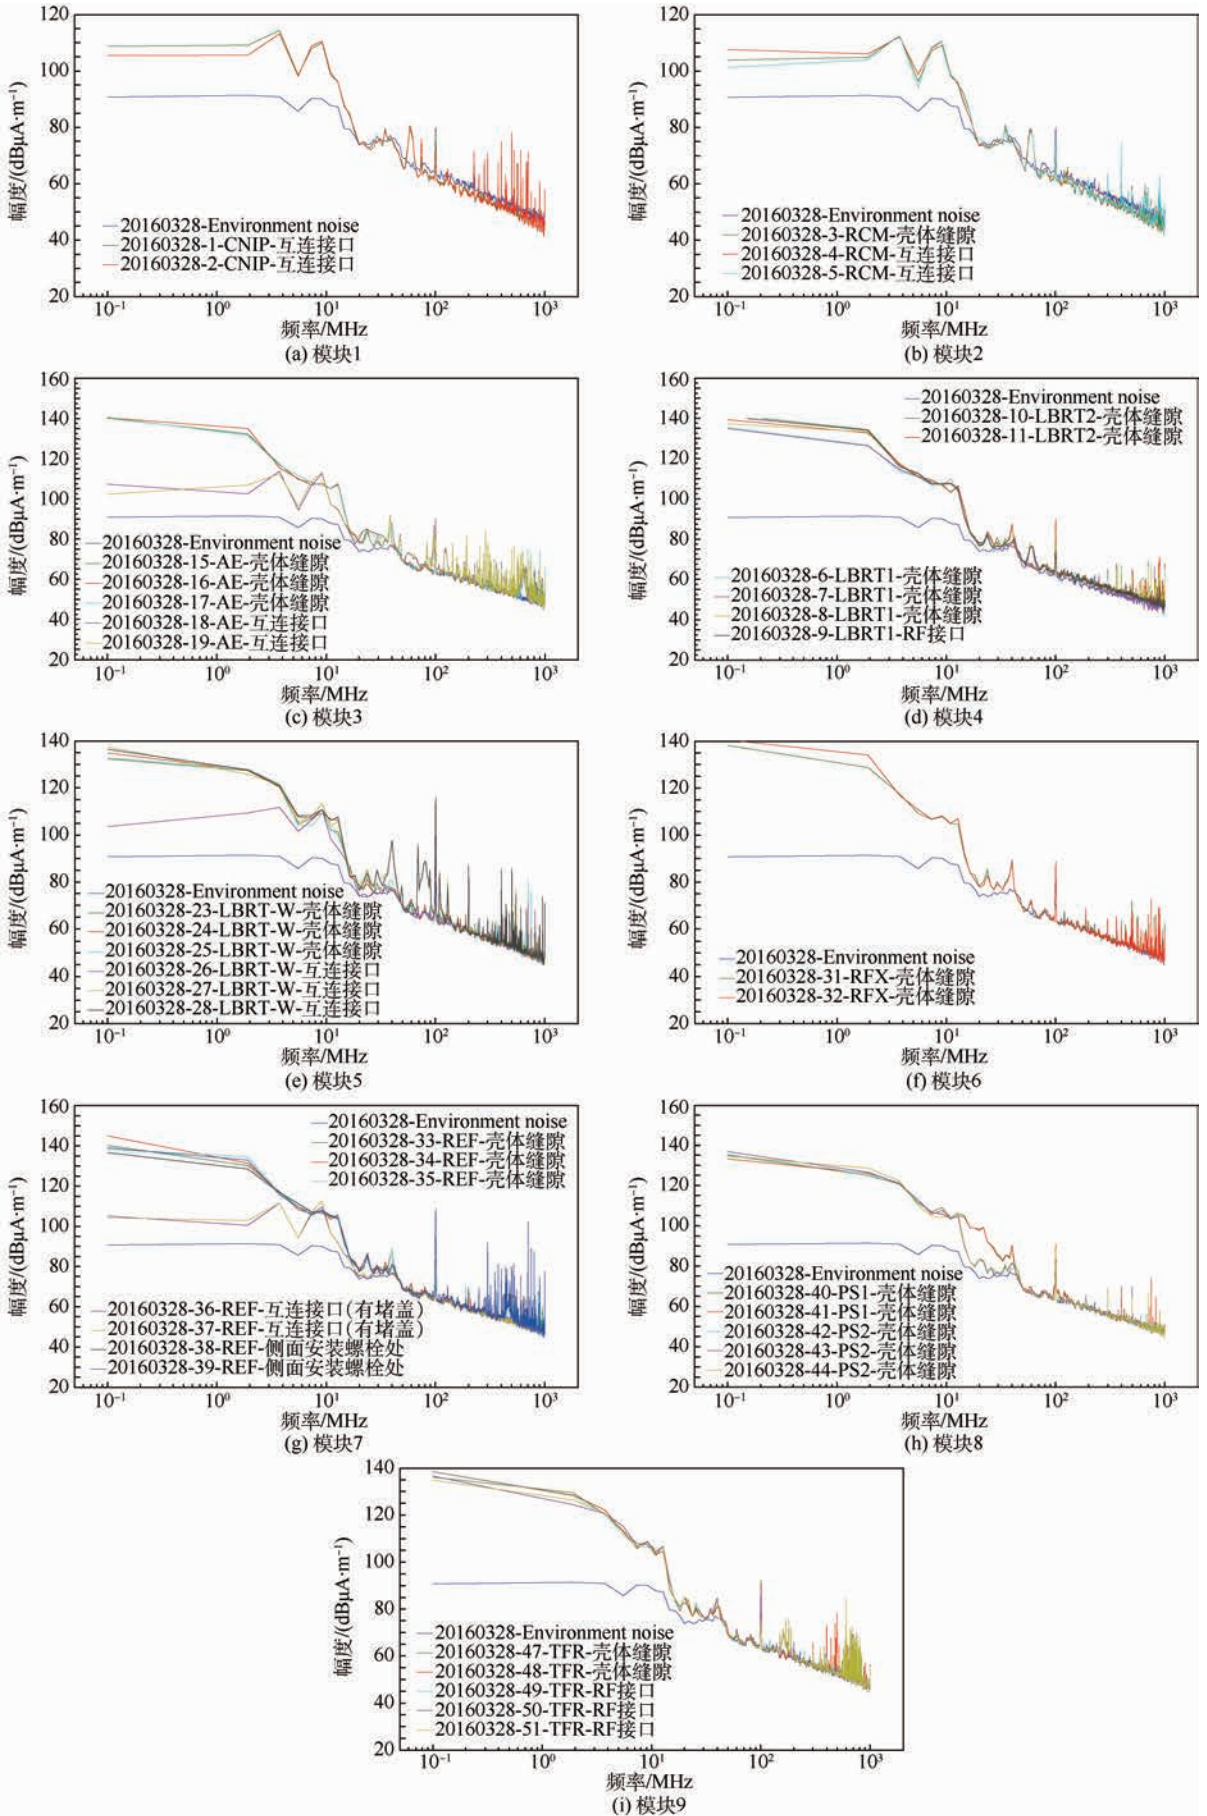 120
100
80
60
40
20
幅度/(dBμA·m⁻¹)
20160328-Environment noise
20160328-1-CNIP-互连接口
20160328-2-CNIP-互连接口
10⁻¹ 10⁰ 10¹ 10² 10³
频率/MHz
(a) 模块1
120
100
80
60
40
20
幅度/(dBμA·m⁻¹)
20160328-Environment noise
20160328-3-RCM-壳体缝隙
20160328-4-RCM-互连接口
20160328-5-RCM-互连接口
10⁻¹ 10⁰ 10¹ 10² 10³
频率/MHz
(b) 模块2
160
140
120
100
80
60
40
20
幅度/(dBμA·m⁻¹)
20160328-Environment noise
20160328-15-AE-壳体缝隙
20160328-16-AE-壳体缝隙
20160328-17-AE-壳体缝隙
20160328-18-AE-互连接口
20160328-19-AE-互连接口
10⁻¹ 10⁰ 10¹ 10² 10³
频率/MHz
(c) 模块3
160
140
120
100
80
60
40
20
幅度/(dBμA·m⁻¹)
20160328-Environment noise
20160328-10-LBRT2-壳体缝隙
20160328-11-LBRT2-壳体缝隙
20160328-6-LBRT1-壳体缝隙
20160328-7-LBRT1-壳体缝隙
20160328-8-LBRT1-壳体缝隙
20160328-9-LBRT1-RF接口
10⁻¹ 10⁰ 10¹ 10² 10³
频率/MHz
(d) 模块4
140
120
100
80
60
40
20
幅度/(dBμA·m⁻¹)
20160328-Environment noise
20160328-23-LBRT-W-壳体缝隙
20160328-24-LBRT-W-壳体缝隙
20160328-25-LBRT-W-壳体缝隙
20160328-26-LBRT-W-互连接口
20160328-27-LBRT-W-互连接口
20160328-28-LBRT-W-互连接口
10⁻¹ 10⁰ 10¹ 10² 10³
频率/MHz
(e) 模块5
140
120
100
80
60
40
20
幅度/(dBμA·m⁻¹)
20160328-Environment noise
20160328-31-RFX-壳体缝隙
20160328-32-RFX-壳体缝隙
10⁻¹ 10⁰ 10¹ 10² 10³
频率/MHz
(f) 模块6
160
140
120
100
80
60
40
20
幅度/(dBμA·m⁻¹)
20160328-Environment noise
20160328-33-REF-壳体缝隙
20160328-34-REF-壳体缝隙
20160328-35-REF-壳体缝隙
20160328-36-REF-互连接口(有堵盖)
20160328-37-REF-互连接口(有堵盖)
20160328-38-REF-侧面安装螺栓处
20160328-39-REF-侧面安装螺栓处
10⁻¹ 10⁰ 10¹ 10² 10³
频率/MHz
(g) 模块7
160
140
120
100
80
60
40
20
幅度/(dBμA·m⁻¹)
20160328-Environment noise
20160328-40-PS1-壳体缝隙
20160328-41-PS1-壳体缝隙
20160328-42-PS2-壳体缝隙
20160328-43-PS2-壳体缝隙
20160328-44-PS2-壳体缝隙
10⁻¹ 10⁰ 10¹ 10² 10³
频率/MHz
(h) 模块8
140
120
100
80
60
40
20
幅度/(dBμA·m⁻¹)
20160328-Environment noise
20160328-47-TFR-壳体缝隙
20160328-48-TFR-壳体缝隙
20160328-49-TFR-RF接口
20160328-50-TFR-RF接口
20160328-51-TFR-RF接口
10⁻¹ 10⁰ 10¹ 10² 10³
频率/MHz
(i) 模块9